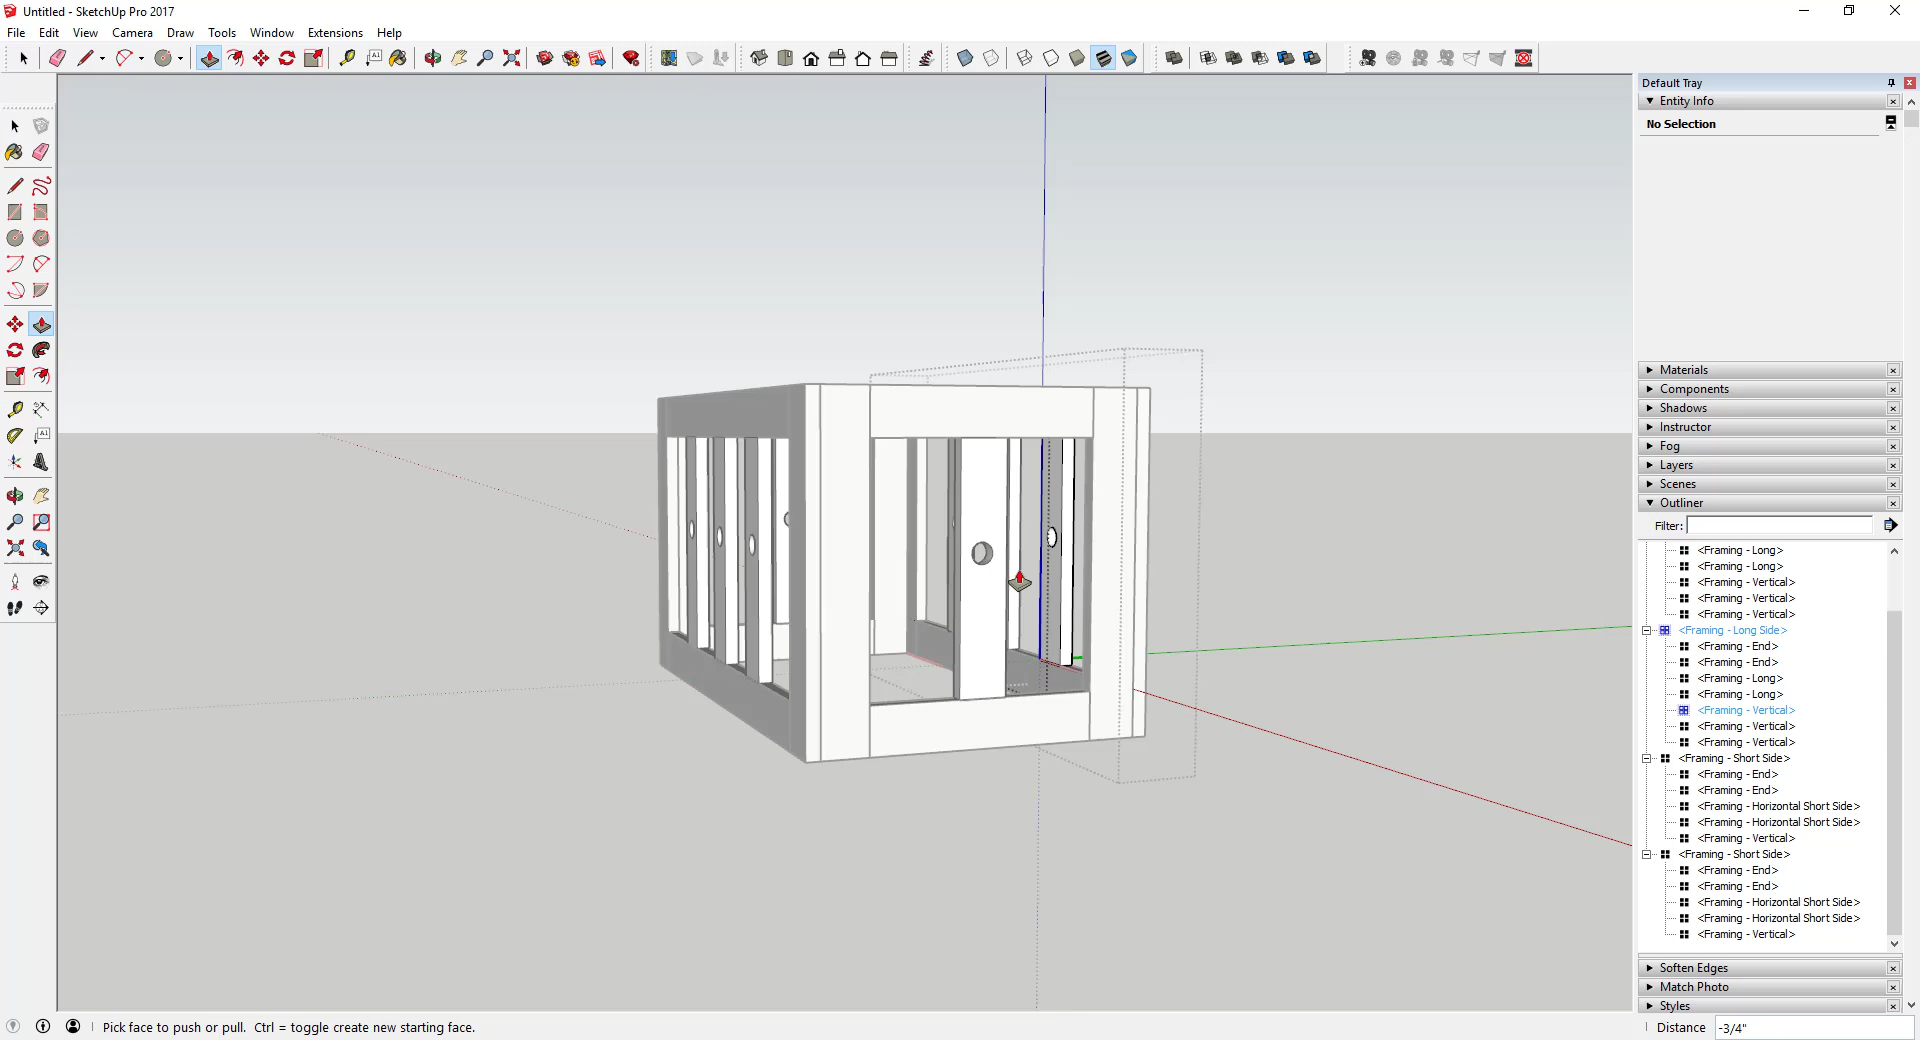 Untitled - SketchUp Pro 2017
File Edit View Camera Draw Tools Window Extensions Help
Default Tray
Entity Info
No Selection
Materials
Components
Shadows
Instructor
Fog
Layers
Scenes
Outliner
Filter:
<Framing - Long>
<Framing - Long>
<Framing - Vertical>
<Framing - Vertical>
<Framing - Vertical>
<Framing - Long Side>
<Framing - End>
<Framing - End>
<Framing - Long>
<Framing - Long>
<Framing - Vertical>
<Framing - Vertical>
<Framing - Vertical>
<Framing - Short Side>
<Framing - End>
<Framing - End>
<Framing - Horizontal Short Side>
<Framing - Horizontal Short Side>
<Framing - Vertical>
<Framing - Short Side>
<Framing - End>
<Framing - End>
<Framing - Horizontal Short Side>
<Framing - Horizontal Short Side>
<Framing - Vertical>
Soften Edges
Match Photo
Styles
Pick face to push or pull. Ctrl = toggle create new starting face.
Distance -3/4"